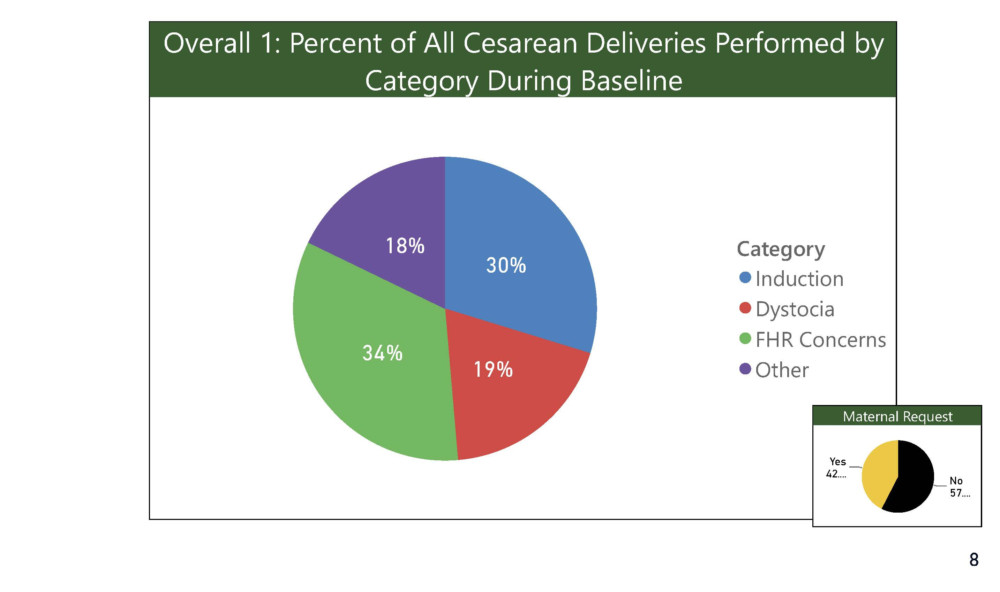 Overall 1: Percent of All Cesarean Deliveries Performed by
Category During Baseline
18%
30%
34%
19%
Category
Induction
Dystocia
FHR Concerns
Other
Maternal Request
Yes
42....
No
57....
8